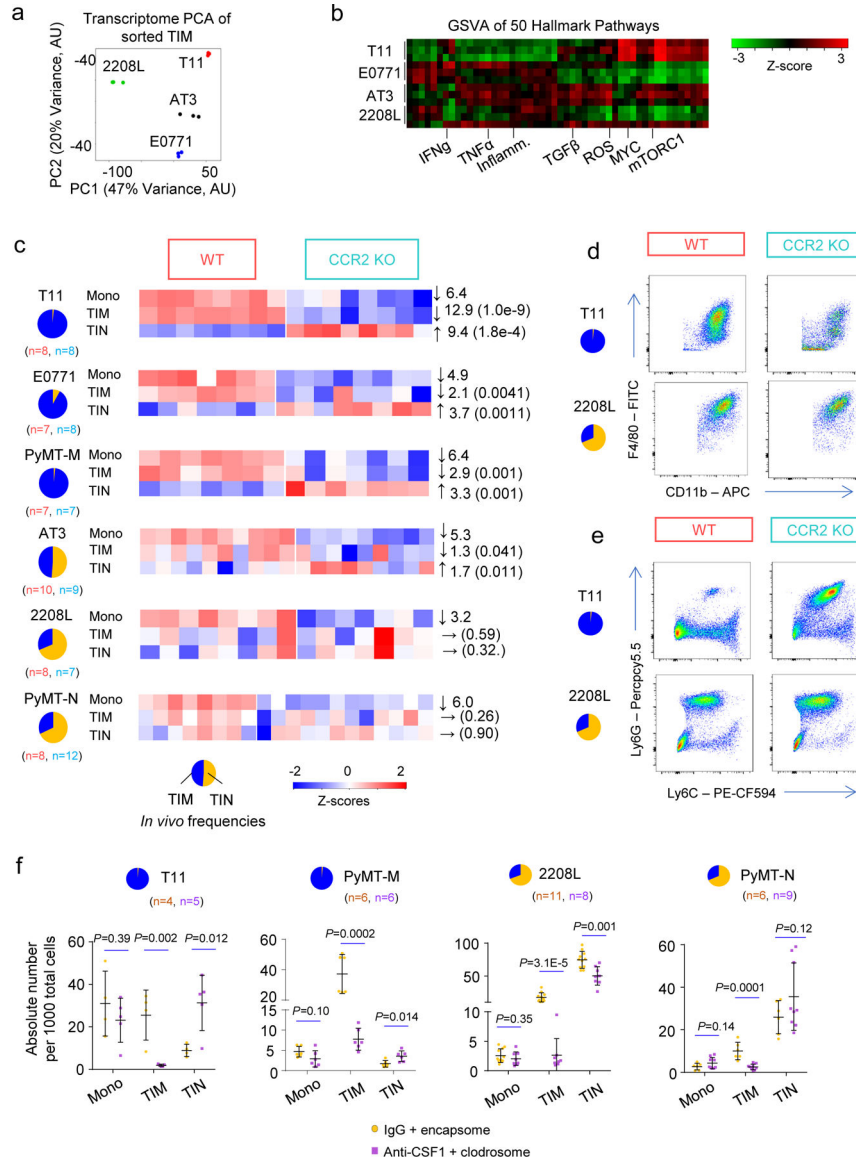 a
Transcriptome PCA of
sorted TIM
-40
-40
PC2 (20% Variance, AU)
2208L
T11
AT3
E0771
-100
50
PC1 (47% Variance, AU)
b
GSVA of 50 Hallmark Pathways
T11
E0771
AT3
2208L
IFNg
TNFα
Inflamm.
TGFβ
ROS
MYC
mTORC1
-3 3
Z-score
c
WT
CCR2 KO
T11
(n=8, n=8)
Mono ↓ 6.4
TIM ↓ 12.9 (1.0e-9)
TIN ↑ 9.4 (1.8e-4)
E0771
(n=7, n=8)
Mono ↓ 4.9
TIM ↓ 2.1 (0.0041)
TIN ↑ 3.7 (0.0011)
PyMT-M
(n=7, n=7)
Mono ↓ 6.4
TIM ↓ 2.9 (0.001)
TIN ↑ 3.3 (0.001)
AT3
(n=10, n=9)
Mono ↓ 5.3
TIM ↓ 1.3 (0.041)
TIN ↑ 1.7 (0.011)
2208L
(n=8, n=7)
Mono ↓ 3.2
TIM → (0.59)
TIN → (0.32.)
PyMT-N
(n=8, n=12)
Mono ↓ 6.0
TIM → (0.26)
TIN → (0.90)
TIM TIN
In vivo frequencies
-2 0 2
Z-scores
d
WT
CCR2 KO
T11
2208L
F4/80 – FITC
CD11b – APC
e
WT
CCR2 KO
T11
2208L
Ly6G – Percpcy5.5
Ly6C – PE-CF594
f
Absolute number
per 1000 total cells
T11
(n=4, n=5)
P=0.39 P=0.002 P=0.012
60
40
20
0
Mono TIM TIN
PyMT-M
(n=6, n=6)
P=0.0002
P=0.10
P=0.014
60
40
20
10
5
0
Mono TIM TIN
2208L
(n=11, n=8)
P=0.001
P=3.1E-5
P=0.35
100
75
50
25
10
5
0
Mono TIM TIN
PyMT-N
(n=6, n=9)
P=0.12
P=0.0001
P=0.14
60
40
20
0
Mono TIM TIN
IgG + encapsome
Anti-CSF1 + clodrosome